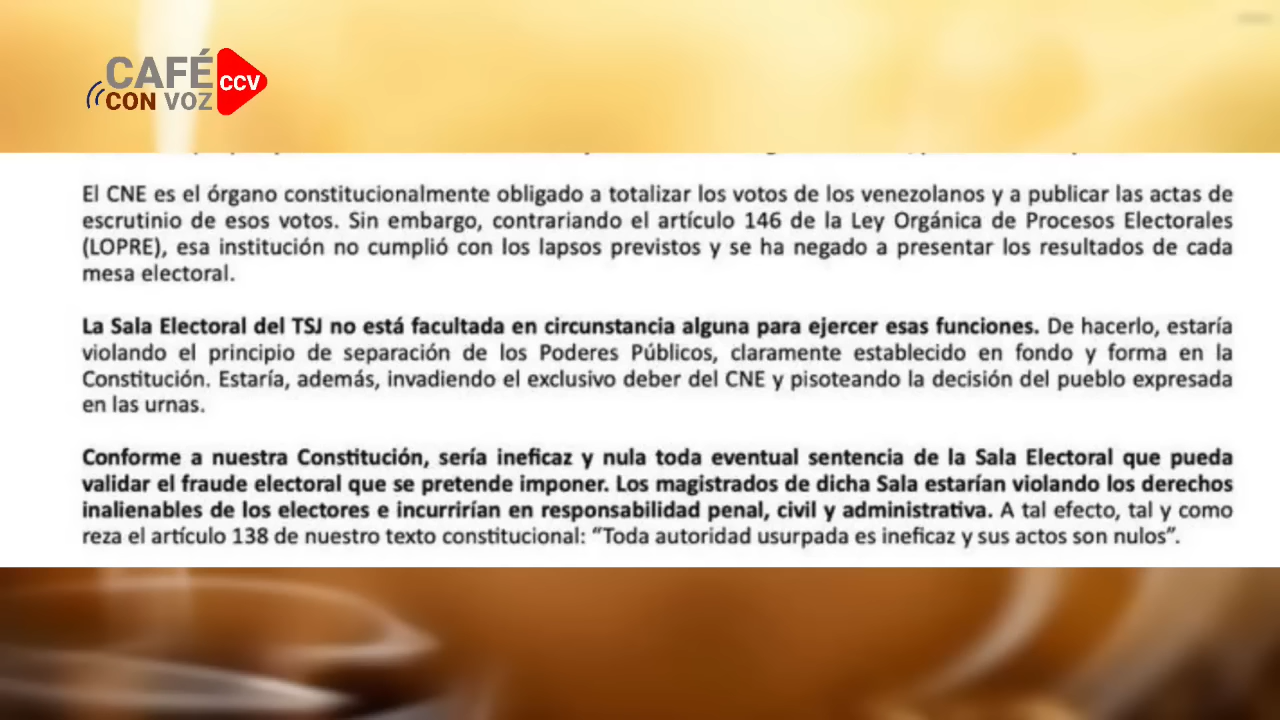 CAFÉ
CON VOZ
CCV
El CNE es el órgano constitucionalmente obligado a totalizar los votos de los venezolanos y a publicar las actas de
escrutinio de esos votos. Sin embargo, contrariando el artículo 146 de la Ley Orgánica de Procesos Electorales
(LOPRE), esa institución no cumplió con los lapsos previstos y se ha negado a presentar los resultados de cada
mesa electoral.
La Sala Electoral del TSJ no está facultada en circunstancia alguna para ejercer esas funciones. De hacerlo, estaría
violando el principio de separación de los Poderes Públicos, claramente establecido en fondo y forma en la
Constitución. Estaría, además, invadiendo el exclusivo deber del CNE y pisoteando la decisión del pueblo expresada
en las urnas.
Conforme a nuestra Constitución, sería ineficaz y nula toda eventual sentencia de la Sala Electoral que pueda
validar el fraude electoral que se pretende imponer. Los magistrados de dicha Sala estarían violando los derechos
inalienables de los electores e incurrirían en responsabilidad penal, civil y administrativa. A tal efecto, tal y como
reza el artículo 138 de nuestro texto constitucional: “Toda autoridad usurpada es ineficaz y sus actos son nulos”.